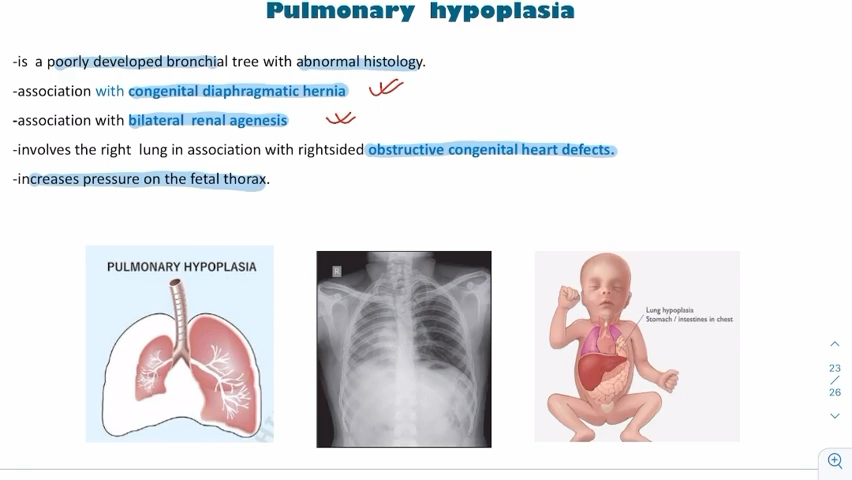 Pulmonary hypoplasia
-is a poorly developed bronchial tree with abnormal histology.
-association with congenital diaphragmatic hernia
-association with bilateral renal agenesis
-involves the right lung in association with rightsided obstructive congenital heart defects.
-increases pressure on the fetal thorax.
PULMONARY HYPOPLASIA
R
Lung hypoplasia
Stomach / intestines in chest
23
/
26